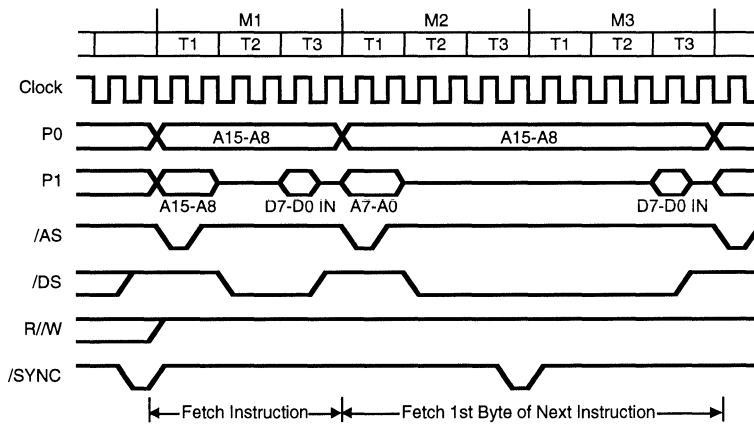 M1 M2 M3
T1 T2 T3 T1 T2 T3 T1 T2 T3
Clock
P0 A15-A8 A15-A8
P1
A15-A8 D7-D0 IN A7-A0 D7-D0 IN
/AS
/DS
R//W
/SYNC
Fetch Instruction Fetch 1st Byte of Next Instruction